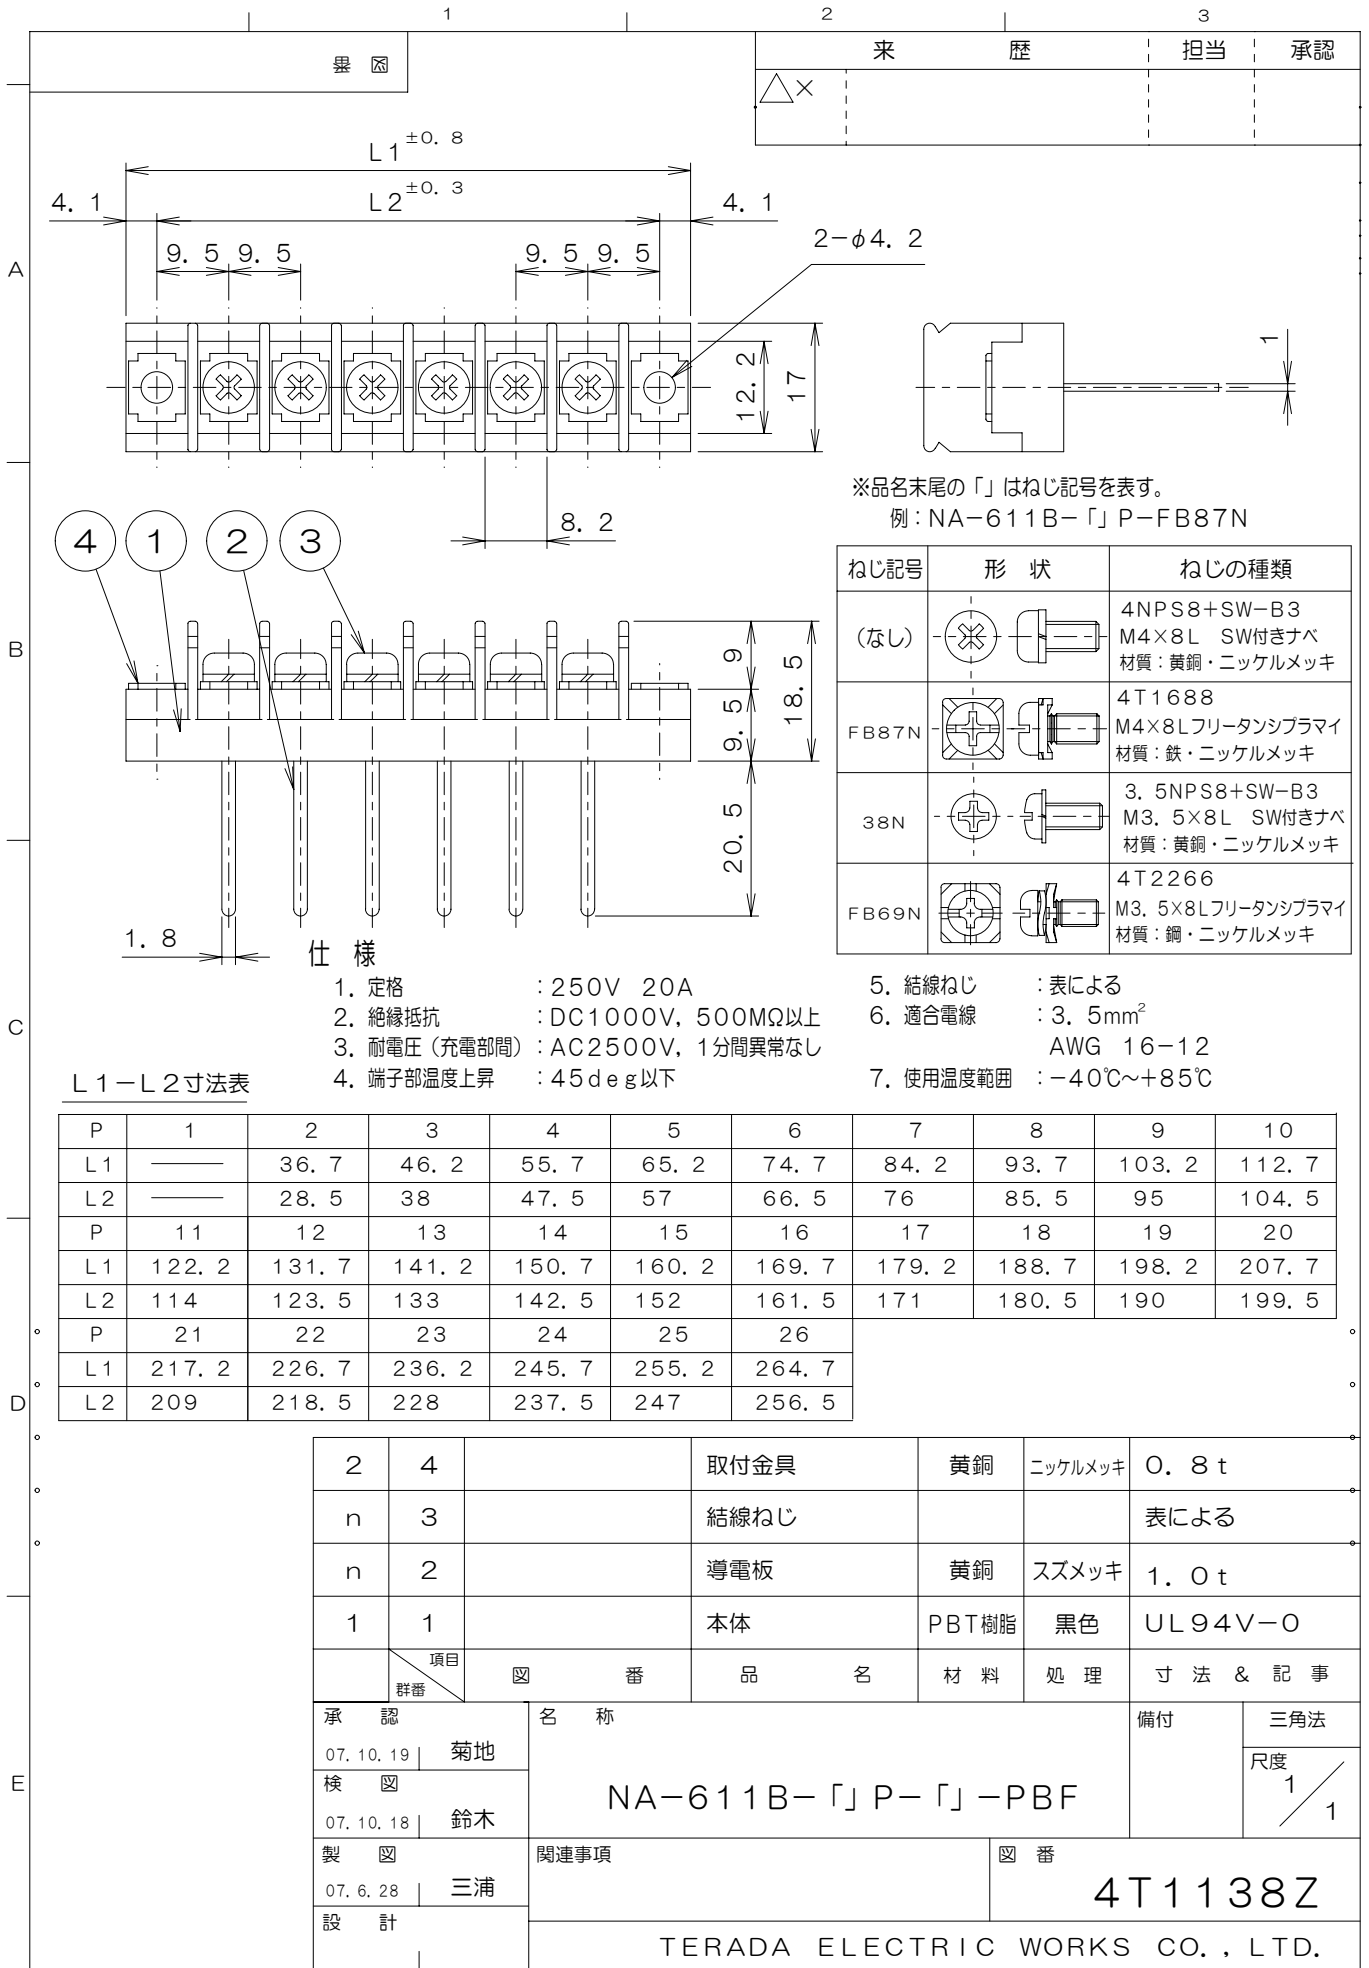 1 2 3
図番
来 歴 担当 承認
△×
A
B
C
D
E
L1±0.8
L2±0.3
4.1 4.1
9.5 9.5 9.5 9.5
2-φ4.2
12.2
17
1
8.2
※品名末尾の「」はねじ記号を表す。
例:NA-611B-「」P-FB87N
4 1 2 3
9
9.5
18.5
20.5
1.8
ねじ記号 形 状 ねじの種類
(なし) 4NPS8+SW-B3
M4×8L SW付きナベ
材質:黄銅・ニッケルメッキ
FB87N 4T1688
M4×8Lフリータンシプラマイ
材質:鉄・ニッケルメッキ
38N 3.5NPS8+SW-B3
M3.5×8L SW付きナベ
材質:黄銅・ニッケルメッキ
FB69N 4T2266
M3.5×8Lフリータンシプラマイ
材質:鋼・ニッケルメッキ
仕 様
1. 定格 :250V 20A
2. 絶縁抵抗 :DC1000V, 500MΩ以上
3. 耐電圧(充電部間):AC2500V, 1分間異常なし
4. 端子部温度上昇 :45deg以下
5. 結線ねじ :表による
6. 適合電線 :3.5mm²
AWG 16-12
7. 使用温度範囲 :-40℃~+85℃
L1-L2寸法表
P 1 2 3 4 5 6 7 8 9 10
L1 ─── 36.7 46.2 55.7 65.2 74.7 84.2 93.7 103.2 112.7
L2 ─── 28.5 38 47.5 57 66.5 76 85.5 95 104.5
P 11 12 13 14 15 16 17 18 19 20
L1 122.2 131.7 141.2 150.7 160.2 169.7 179.2 188.7 198.2 207.7
L2 114 123.5 133 142.5 152 161.5 171 180.5 190 199.5
P 21 22 23 24 25 26
L1 217.2 226.7 236.2 245.7 255.2 264.7
L2 209 218.5 228 237.5 247 256.5
2 4 取付金具 黄銅 ニッケルメッキ 0.8t
n 3 結線ねじ 表による
n 2 導電板 黄銅 スズメッキ 1.0t
1 1 本体 PBT樹脂 黒色 UL94V-0
項目 群番 図 番 品 名 材 料 処 理 寸 法 & 記 事
承 認
07.10.19 菊地
検 図
07.10.18 鈴木
製 図
07.6.28 三浦
設 計
名 称
NA-611B-「」P-「」-PBF
備付
三角法
尺度
1/1
関連事項
図 番
4T1138Z
TERADA ELECTRIC WORKS CO., LTD.